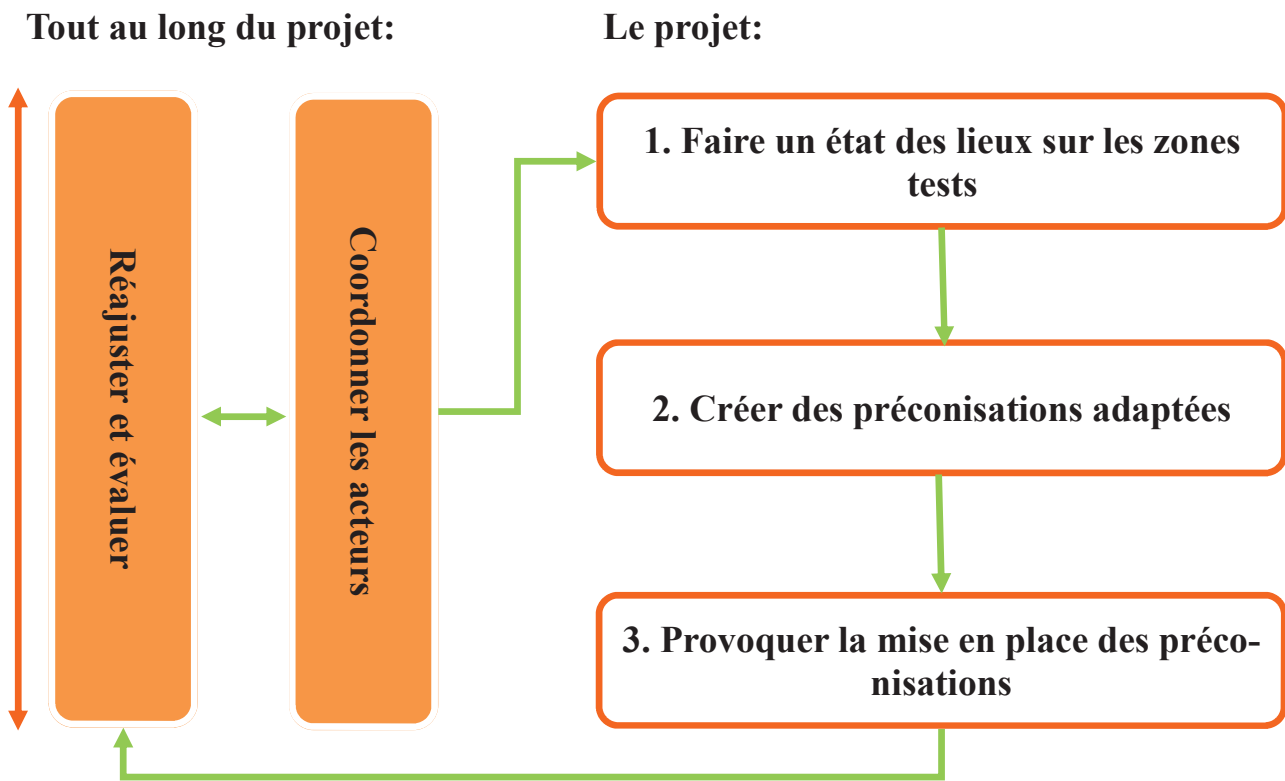 Tout au long du projet:
Le projet:
Réajuster et évaluer
Coordonner les acteurs
1. Faire un état des lieux sur les zones
tests
2. Créer des préconisations adaptées
3. Provoquer la mise en place des préco-
nisations